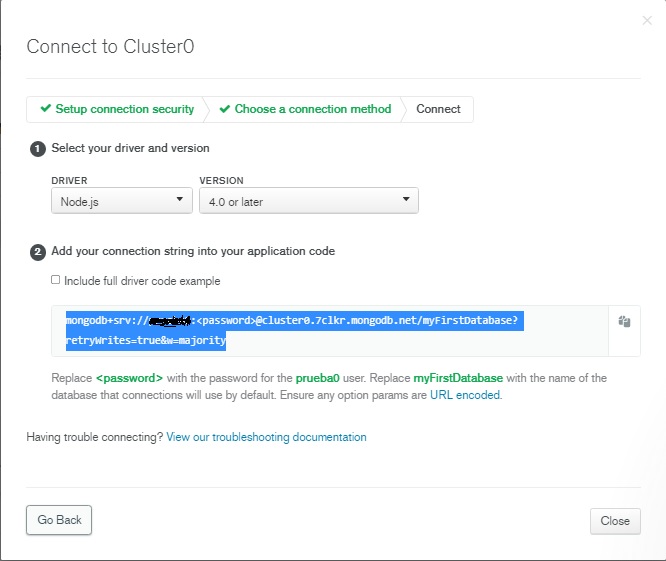 Connect to Cluster0
Setup connection security
Choose a connection method
Connect
1 Select your driver and version
DRIVER
VERSION
Node.js
4.0 or later
2 Add your connection string into your application code
Include full driver code example
mongodb+srv:// :<password>@cluster0.7clkr.mongodb.net/myFirstDatabase?
retryWrites=true&w=majority
Replace <password> with the password for the prueba0 user. Replace myFirstDatabase with the name of the
database that connections will use by default. Ensure any option params are URL encoded.
Having trouble connecting? View our troubleshooting documentation
Go Back
Close